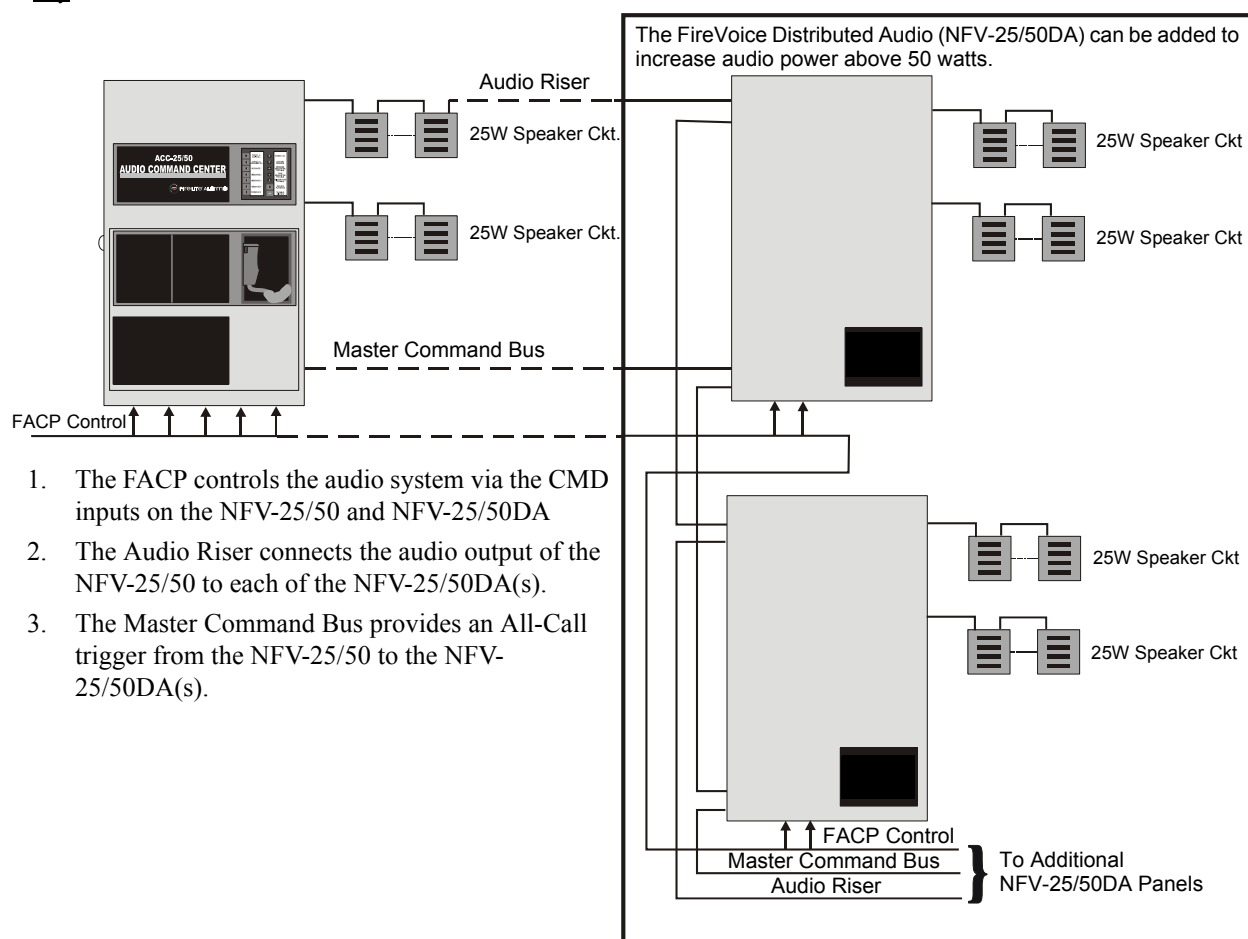 The FireVoice Distributed Audio (NFV-25/50DA) can be added to
increase audio power above 50 watts.
Audio Riser
25W Speaker Ckt.
25W Speaker Ckt
ACC-25/50
AUDIO COMMAND CENTER
25W Speaker Ckt.
25W Speaker Ckt
Master Command Bus
FACP Control
1. The FACP controls the audio system via the CMD
inputs on the NFV-25/50 and NFV-25/50DA
2. The Audio Riser connects the audio output of the
NFV-25/50 to each of the NFV-25/50DA(s).
3. The Master Command Bus provides an All-Call
trigger from the NFV-25/50 to the NFV-
25/50DA(s).
25W Speaker Ckt
25W Speaker Ckt
FACP Control
Master Command Bus
Audio Riser
To Additional
NFV-25/50DA Panels